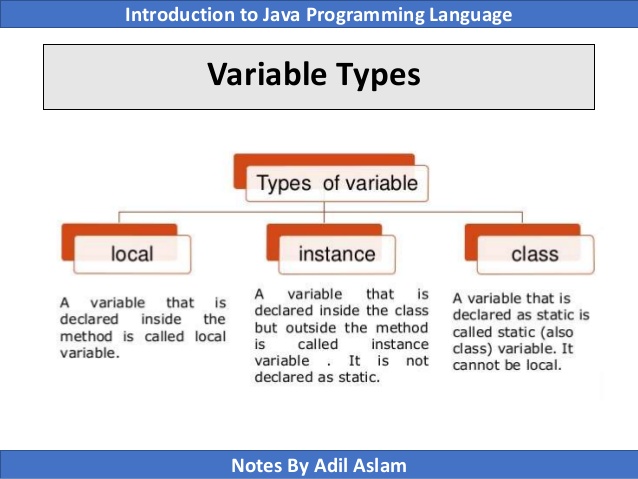 Introduction to Java Programming Language
Variable Types
Types of variable
local
instance
class
A variable that is
declared inside the
method is called local
variable.
A variable that is
declared inside the class
but outside the method
is called instance
variable . It is not
declared as static.
A variable that is
declared as static is
called static (also
class) variable. It
cannot be local.
Notes By Adil Aslam